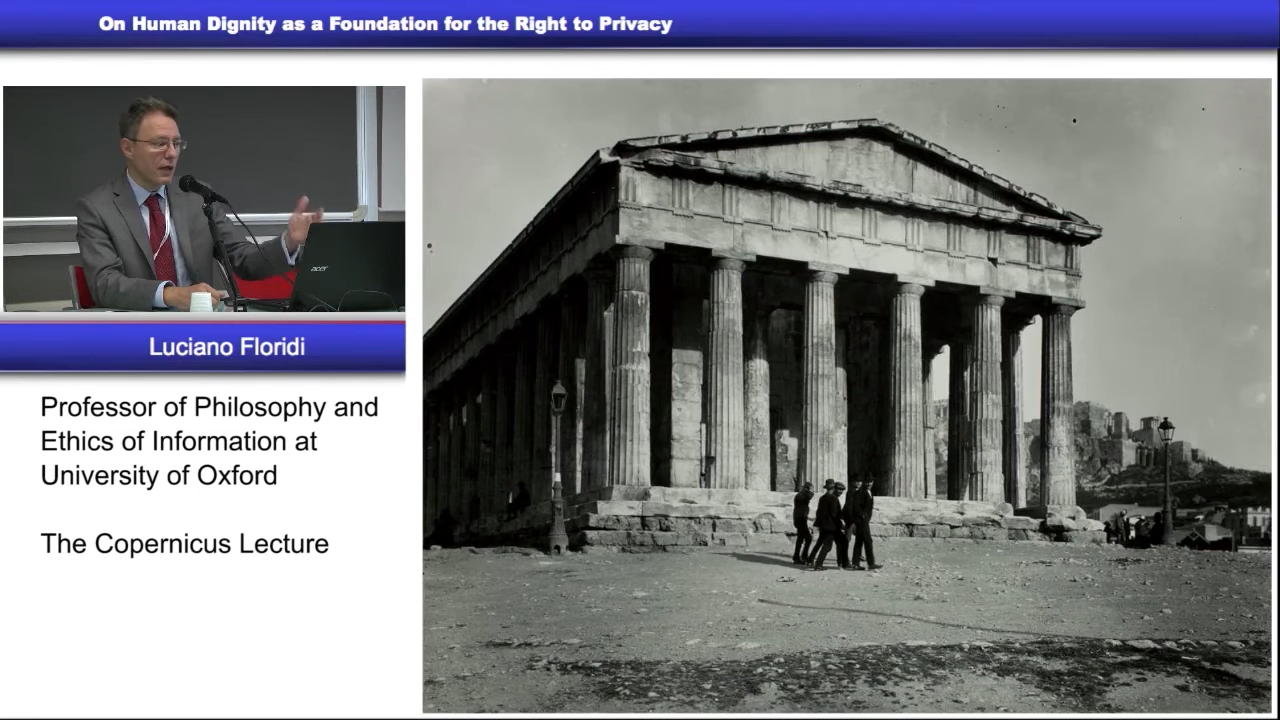 On Human Dignity as a Foundation for the Right to Privacy
acer
Luciano Floridi
Professor of Philosophy and
Ethics of Information at
University of Oxford
The Copernicus Lecture